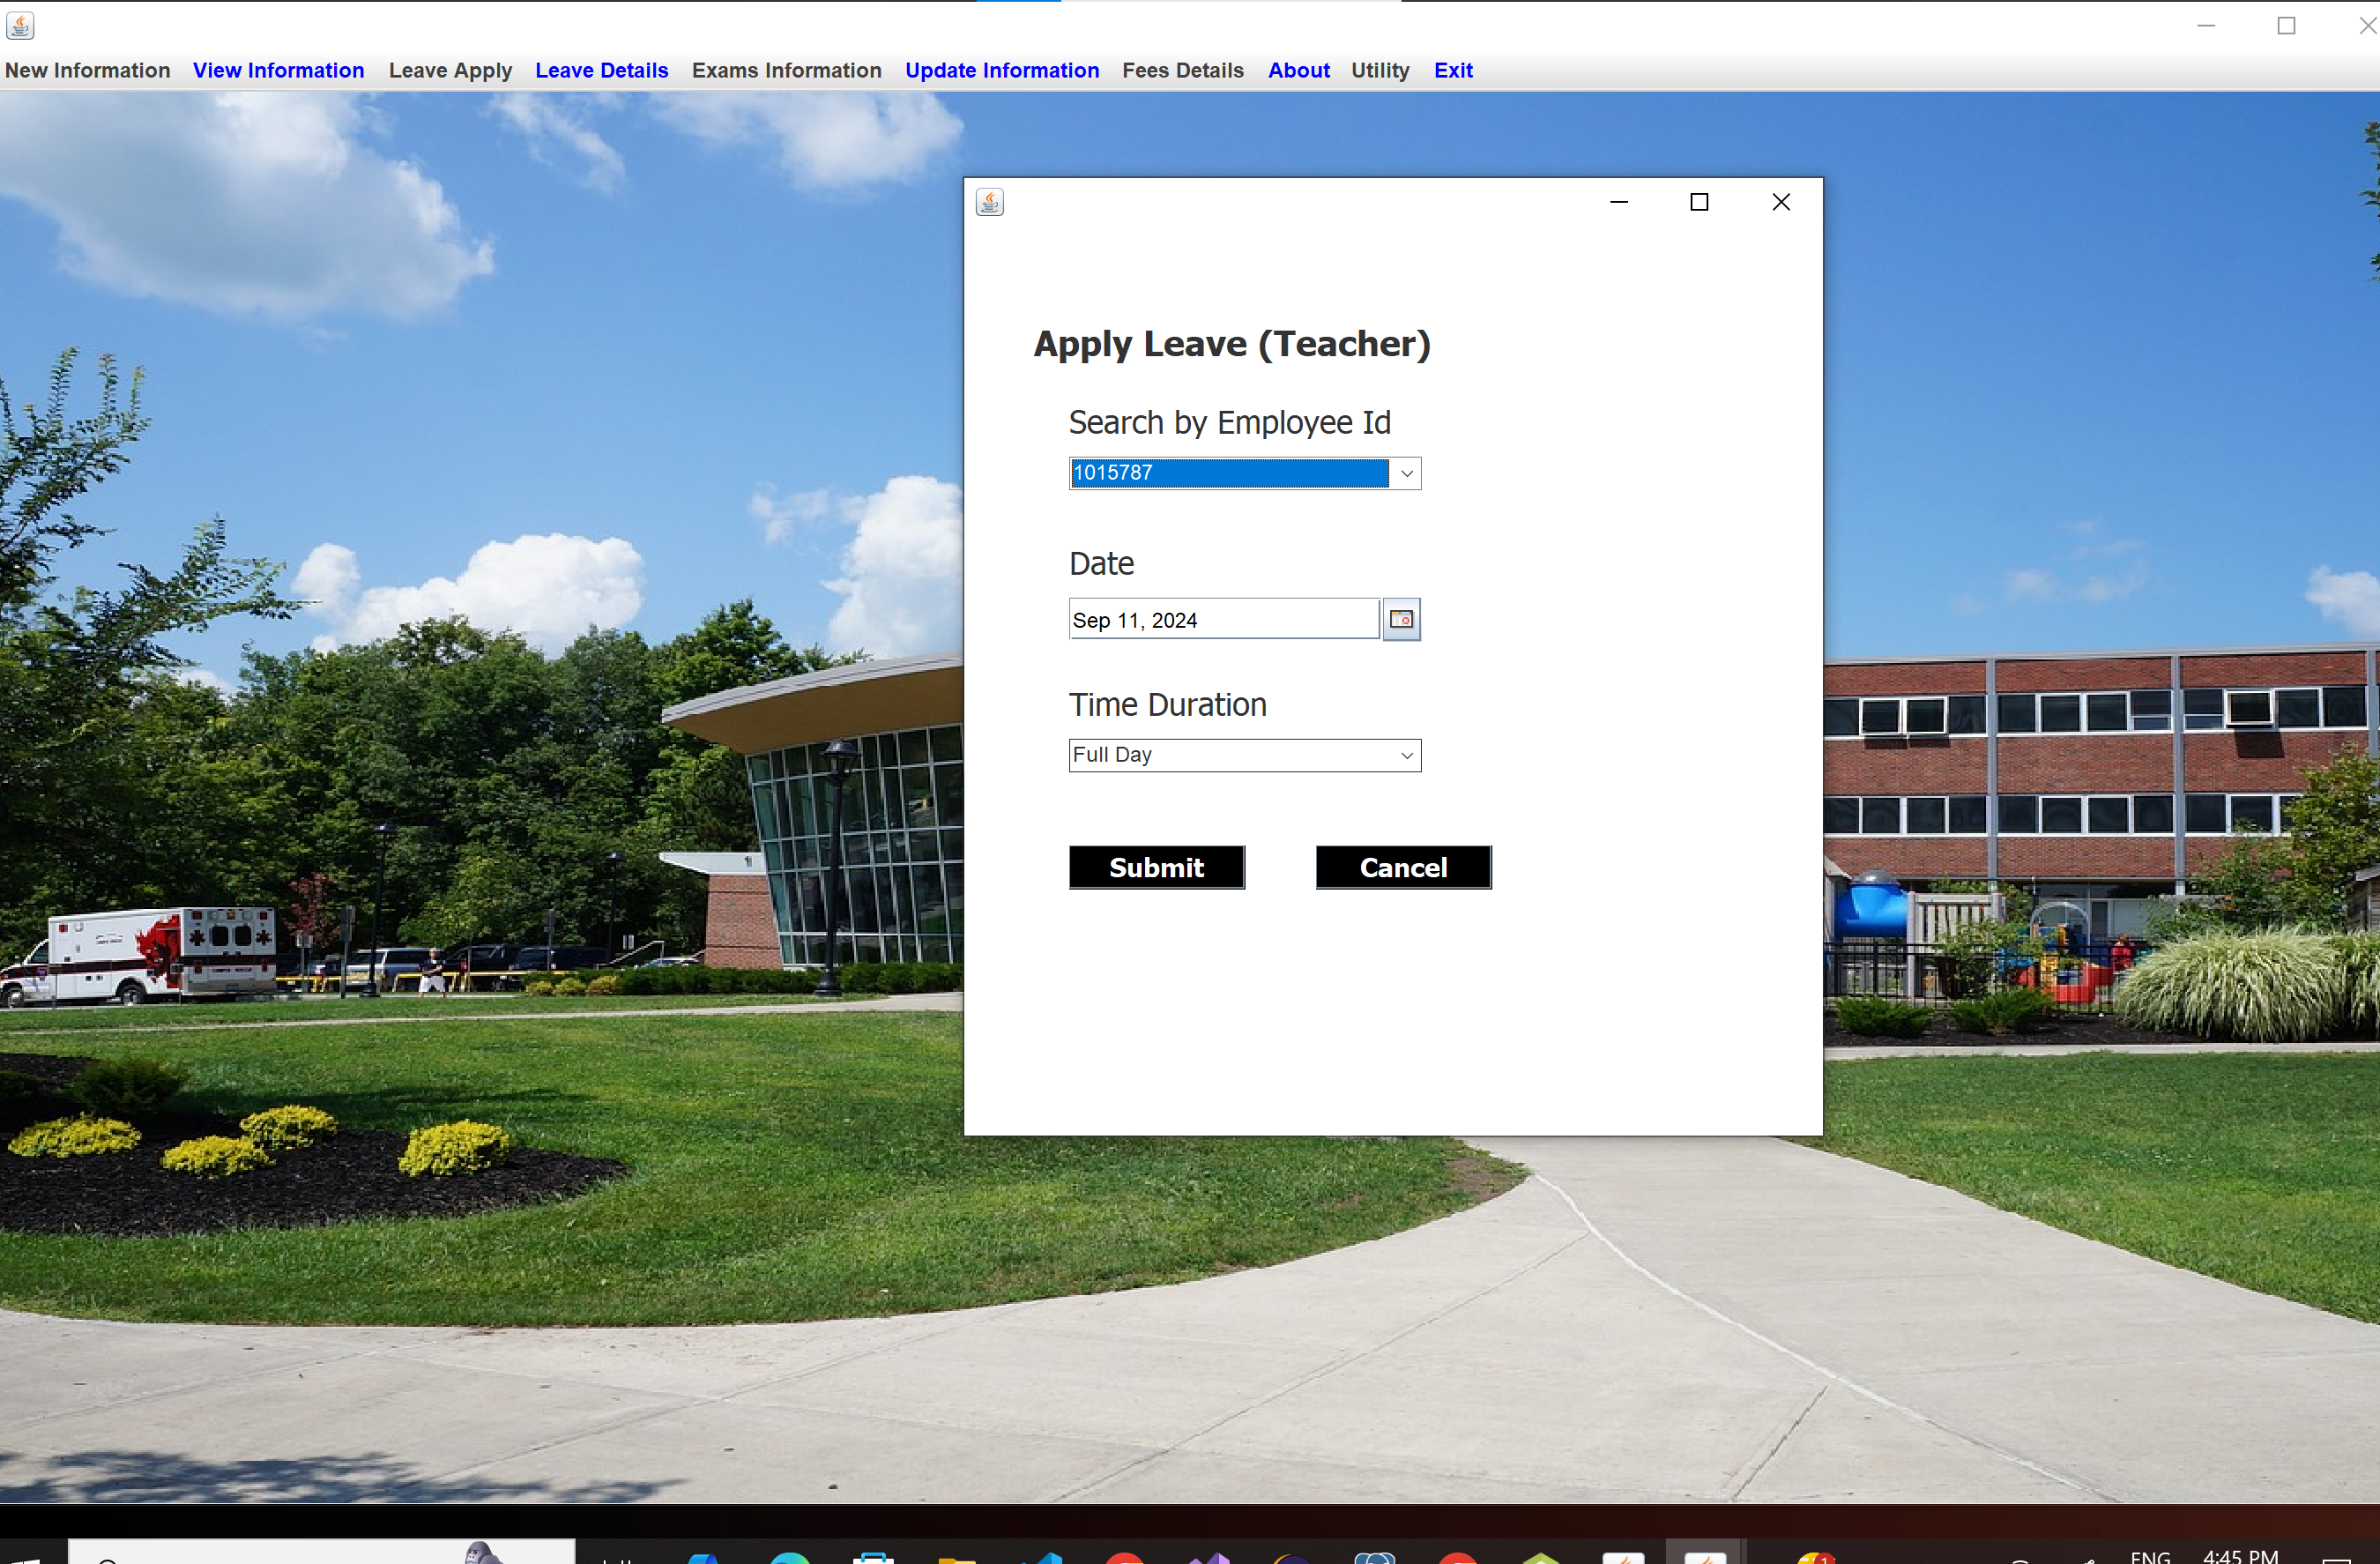 New Information View Information Leave Apply Leave Details Exams Information Update Information Fees Details About Utility Exit
Apply Leave (Teacher)
Search by Employee Id
1015787
Date
Sep 11, 2024
Time Duration
Full Day
Submit Cancel
1
ENG 4:45 PM